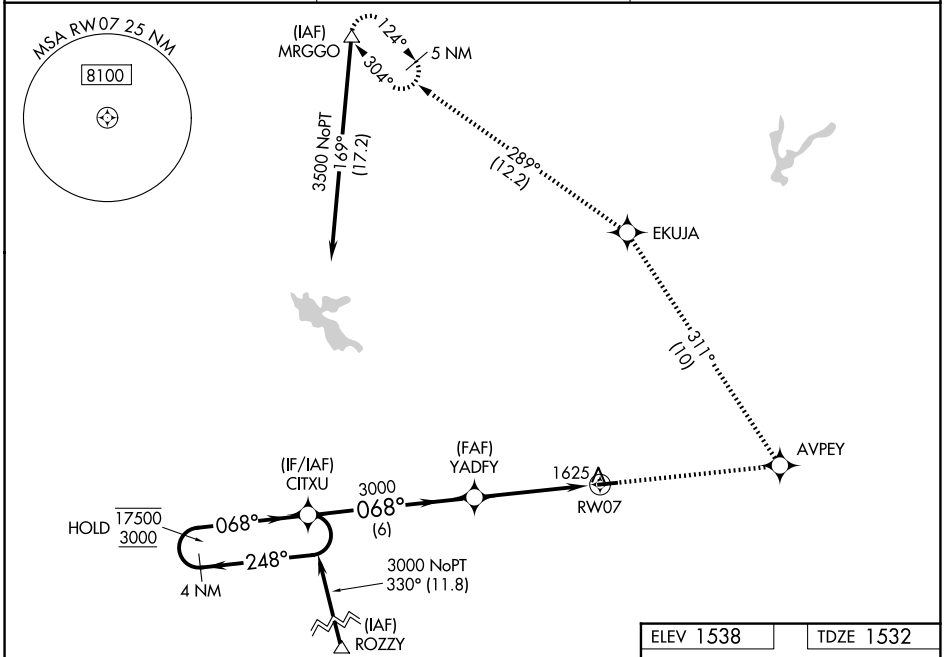 MSA RW07 25 NM
8100
(IAF)
MRGGO
124°
304°
5 NM
3500 NoPT
169°
(17.2)
289°
(12.2)
EKUJA
311°
(10)
AVPEY
(FAF)
YADFY
1625
RW07
(IF/IAF)
CITXU
3000
068°
(6)
HOLD
17500
3000
068°
248°
4 NM
3000 NoPT
330° (11.8)
(IAF)
ROZZY
ELEV 1538
TDZE 1532